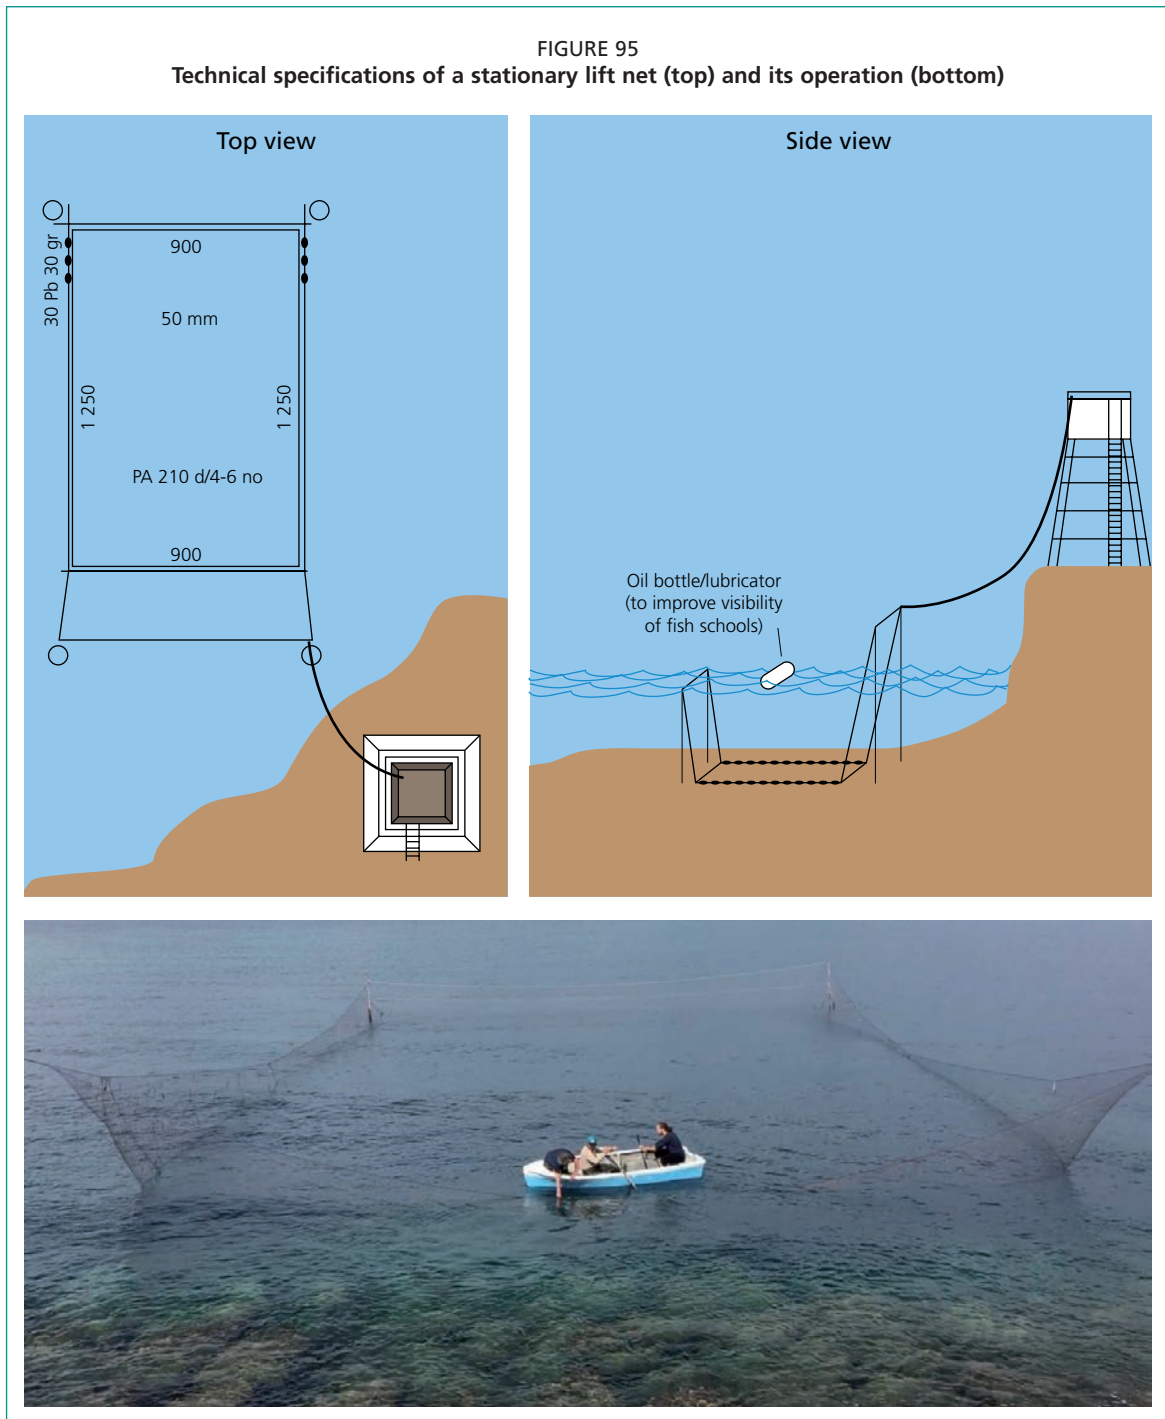 FIGURE 95
Technical specifications of a stationary lift net (top) and its operation (bottom)
Top view
900
30 Pb 30 gr
50 mm
1 250
1 250
PA 210 d/4-6 no
900
Side view
Oil bottle/lubricator
(to improve visibility
of fish schools)